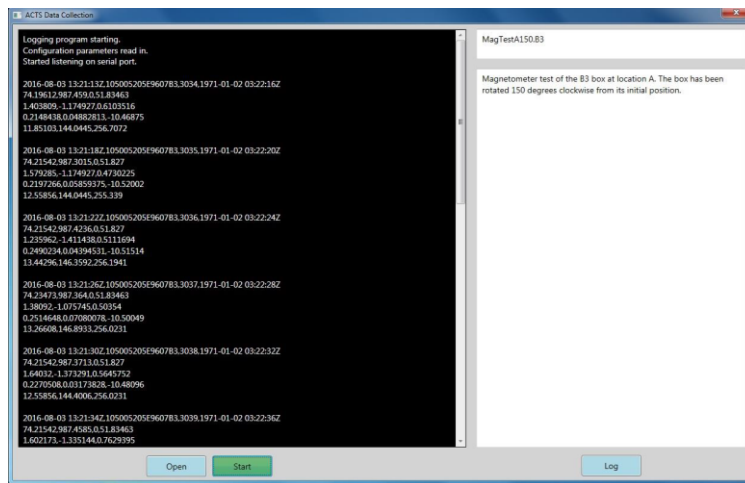 ACTS Data Collection
Logging program starting.
Configuration parameters read in.
Started listening on serial port.
2016-08-03 13:21:13Z,105005205E9607B3,3034,1971-01-02 03:22:16Z
74.19612,987.459,0,51.83463
1.403809,-1.174927,0.6103516
0.2148438,0.04882813,-10.46875
11.85103,144.0445,256.7072
2016-08-03 13:21:18Z,105005205E9607B3,3035,1971-01-02 03:22:20Z
74.21542,987.3015,0,51.827
1.579285,-1.174927,0.4730225
0.2197266,0.05859375,-10.52002
12.55856,144.0445,255.339
2016-08-03 13:21:22Z,105005205E9607B3,3036,1971-01-02 03:22:24Z
74.21542,987.4236,0,51.827
1.235962,-1.411438,0.5111694
0.2490234,0.04394531,-10.51514
13.44296,146.3592,256.1941
2016-08-03 13:21:26Z,105005205E9607B3,3037,1971-01-02 03:22:28Z
74.23473,987.364,0,51.83463
1.38092,-1.075745,0.50354
0.2514648,0.07080078,-10.50049
13.26608,146.8933,256.0231
2016-08-03 13:21:30Z,105005205E9607B3,3038,1971-01-02 03:22:32Z
74.21542,987.3713,0,51.827
1.64032,-1.373291,0.5645752
0.2270508,0.03173828,-10.48096
12.55856,144.4006,256.0231
2016-08-03 13:21:34Z,105005205E9607B3,3039,1971-01-02 03:22:36Z
74.21542,987.4585,0,51.83463
1.602173,-1.335144,0.7629395
MagTestA150.B3
Magnetometer test of the B3 box at location A. The box has been
rotated 150 degrees clockwise from its initial position.
Open
Start
Log